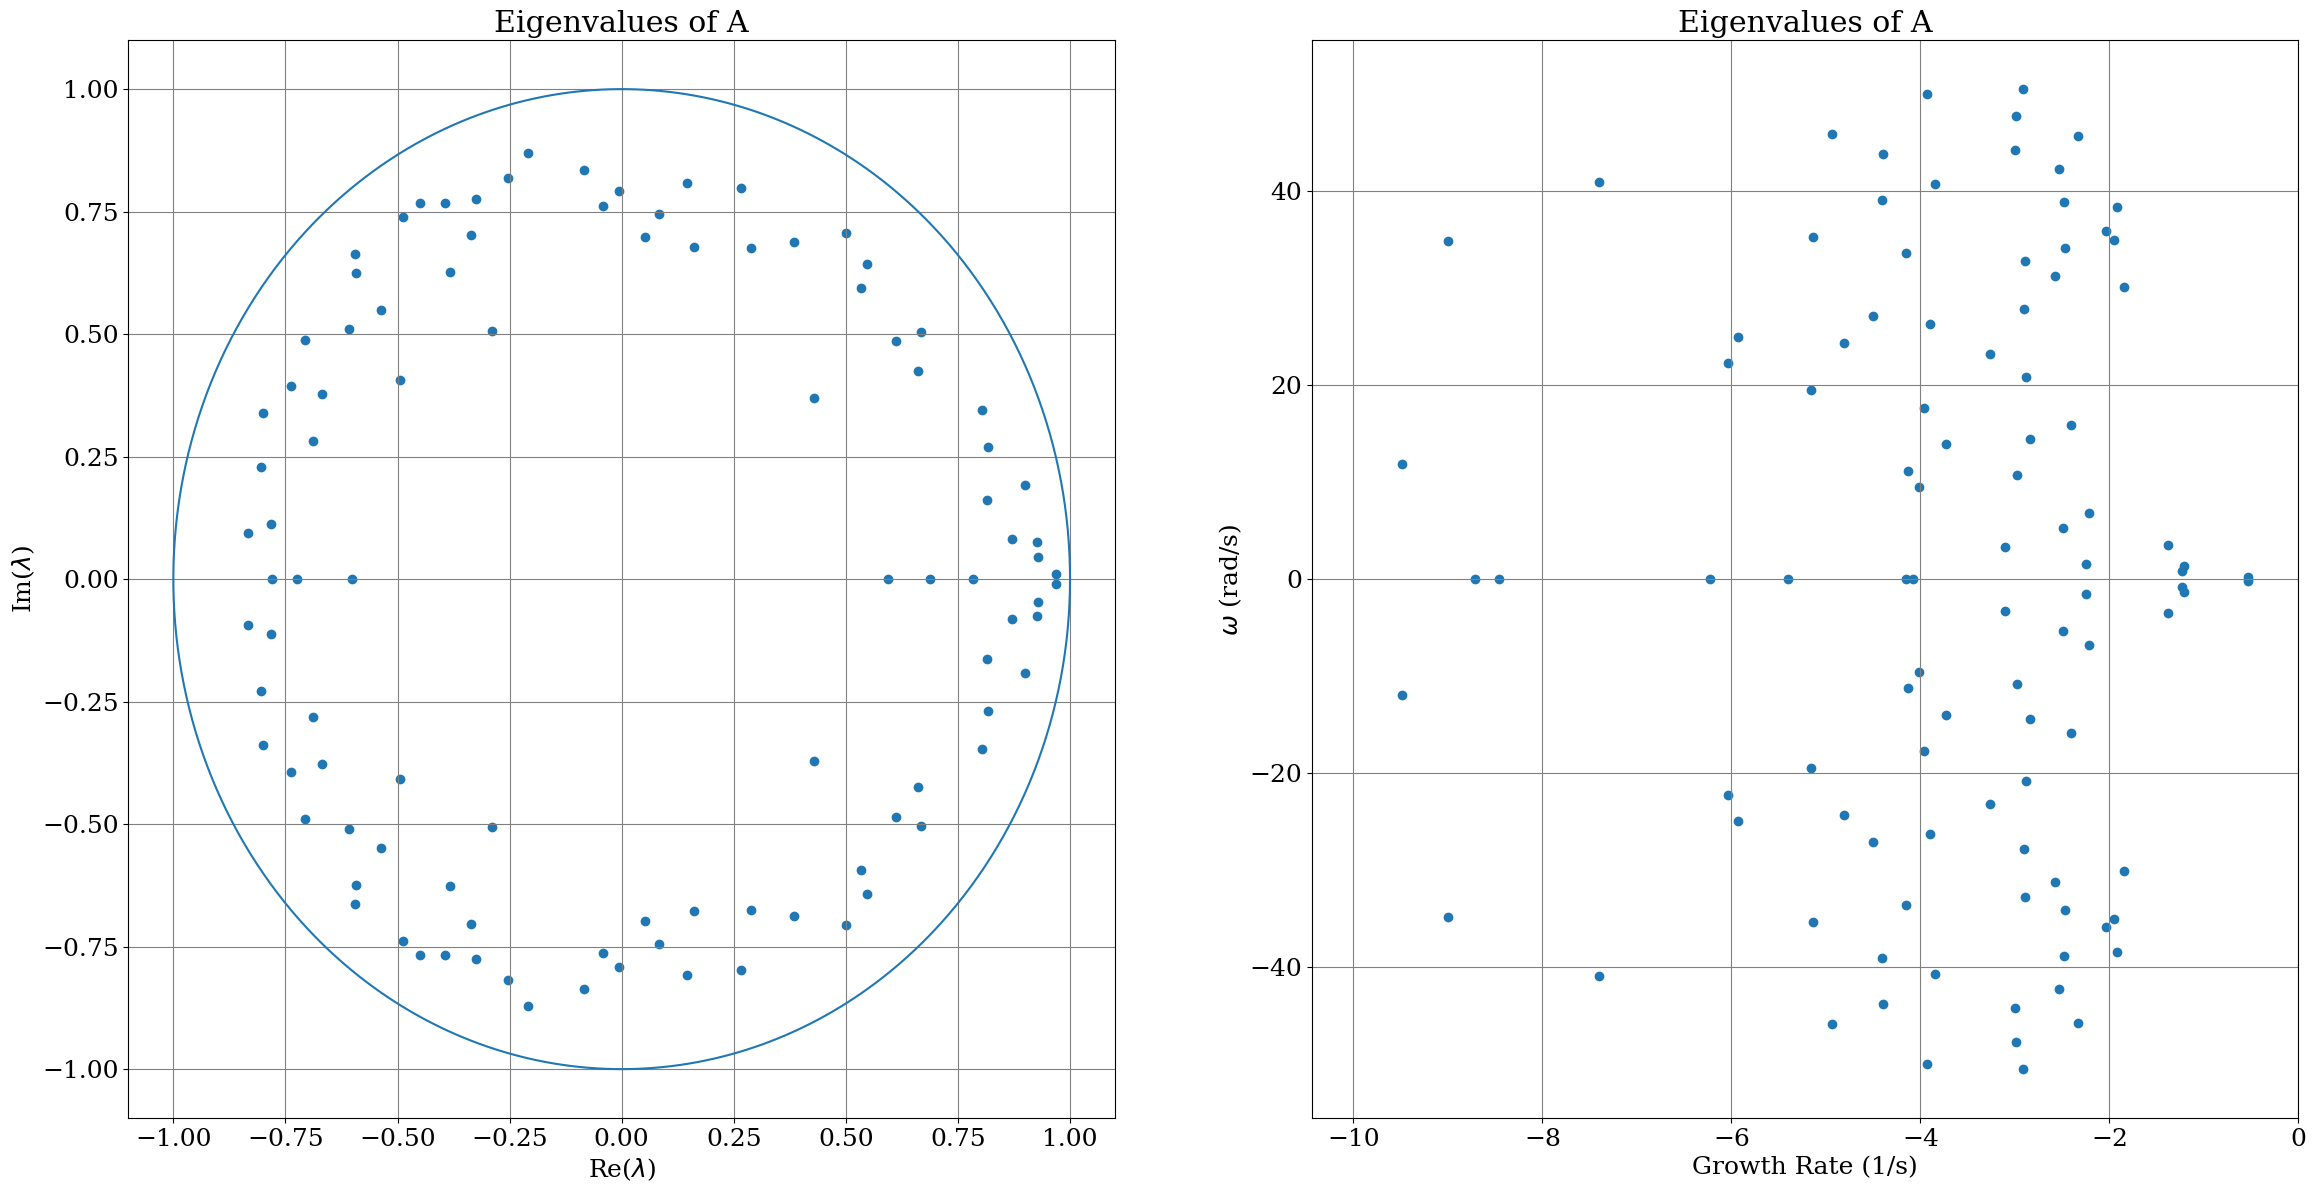 Eigenvalues of A
1.00
0.75
0.50
0.25
0.00
−0.25
−0.50
−0.75
−1.00
Im(λ)
−1.00 −0.75 −0.50 −0.25 0.00 0.25 0.50 0.75 1.00
Re(λ)
Eigenvalues of A
40
20
0
−20
−40
ω (rad/s)
−10 −8 −6 −4 −2 0
Growth Rate (1/s)